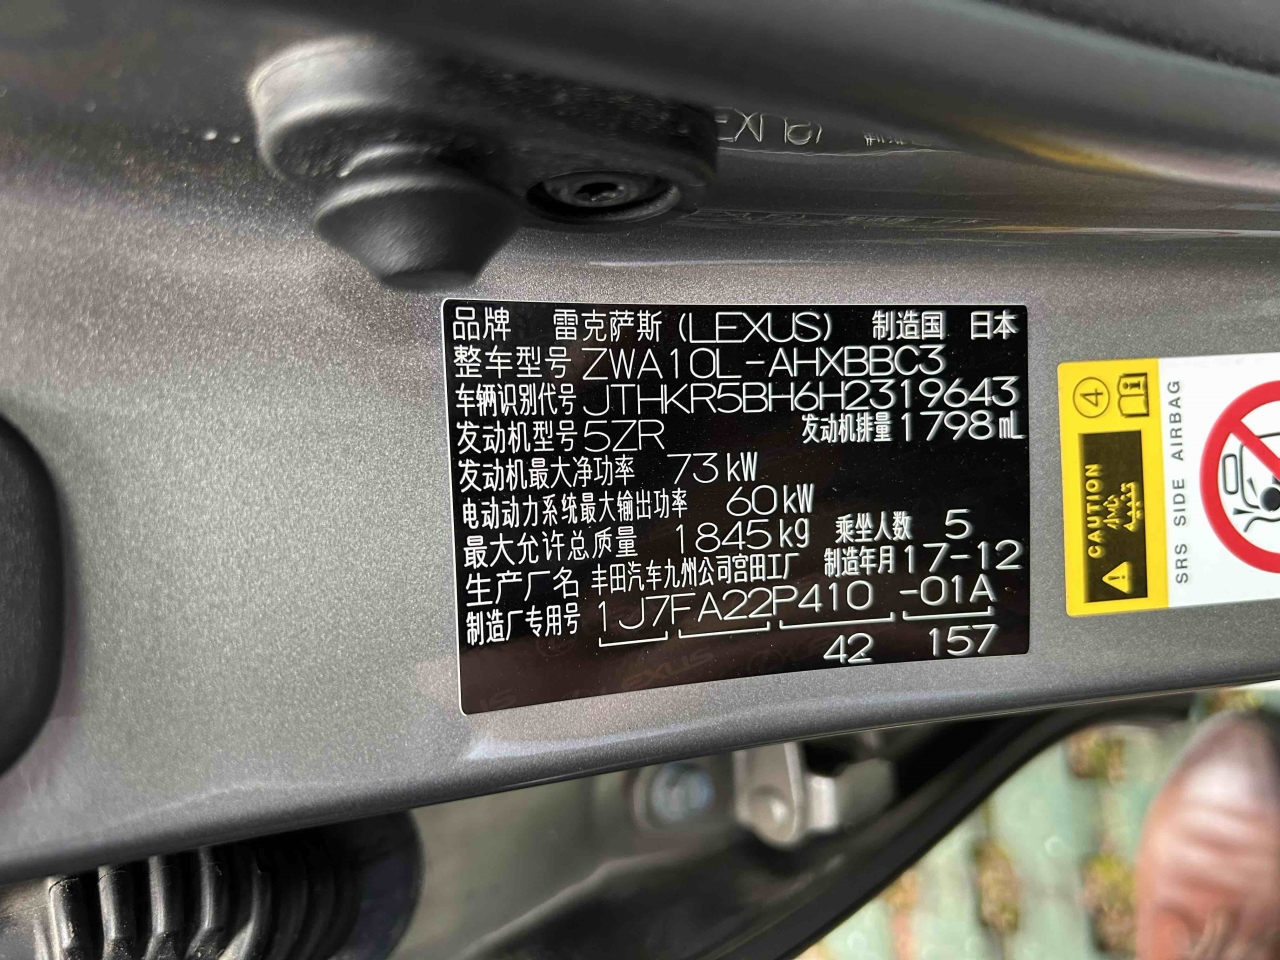 品牌 雷克萨斯(LEXUS) 制造国 日本
整车型号 ZWA10L-AHXBBC3
车辆识别代号 JTHKR5BH6H2319643
发动机型号 5ZR 发动机排量 1798mL
发动机最大净功率 73kW
电动动力系统最大输出功率 60kW
最大允许总质量 1845kg 乘坐人数 5
生产厂名 丰田汽车九州公司宫田工厂 制造年月 17-12
制造厂专用号 1J7FA22P410 -01A
42 157
4
CAUTION
SRS SIDE AIRBAG